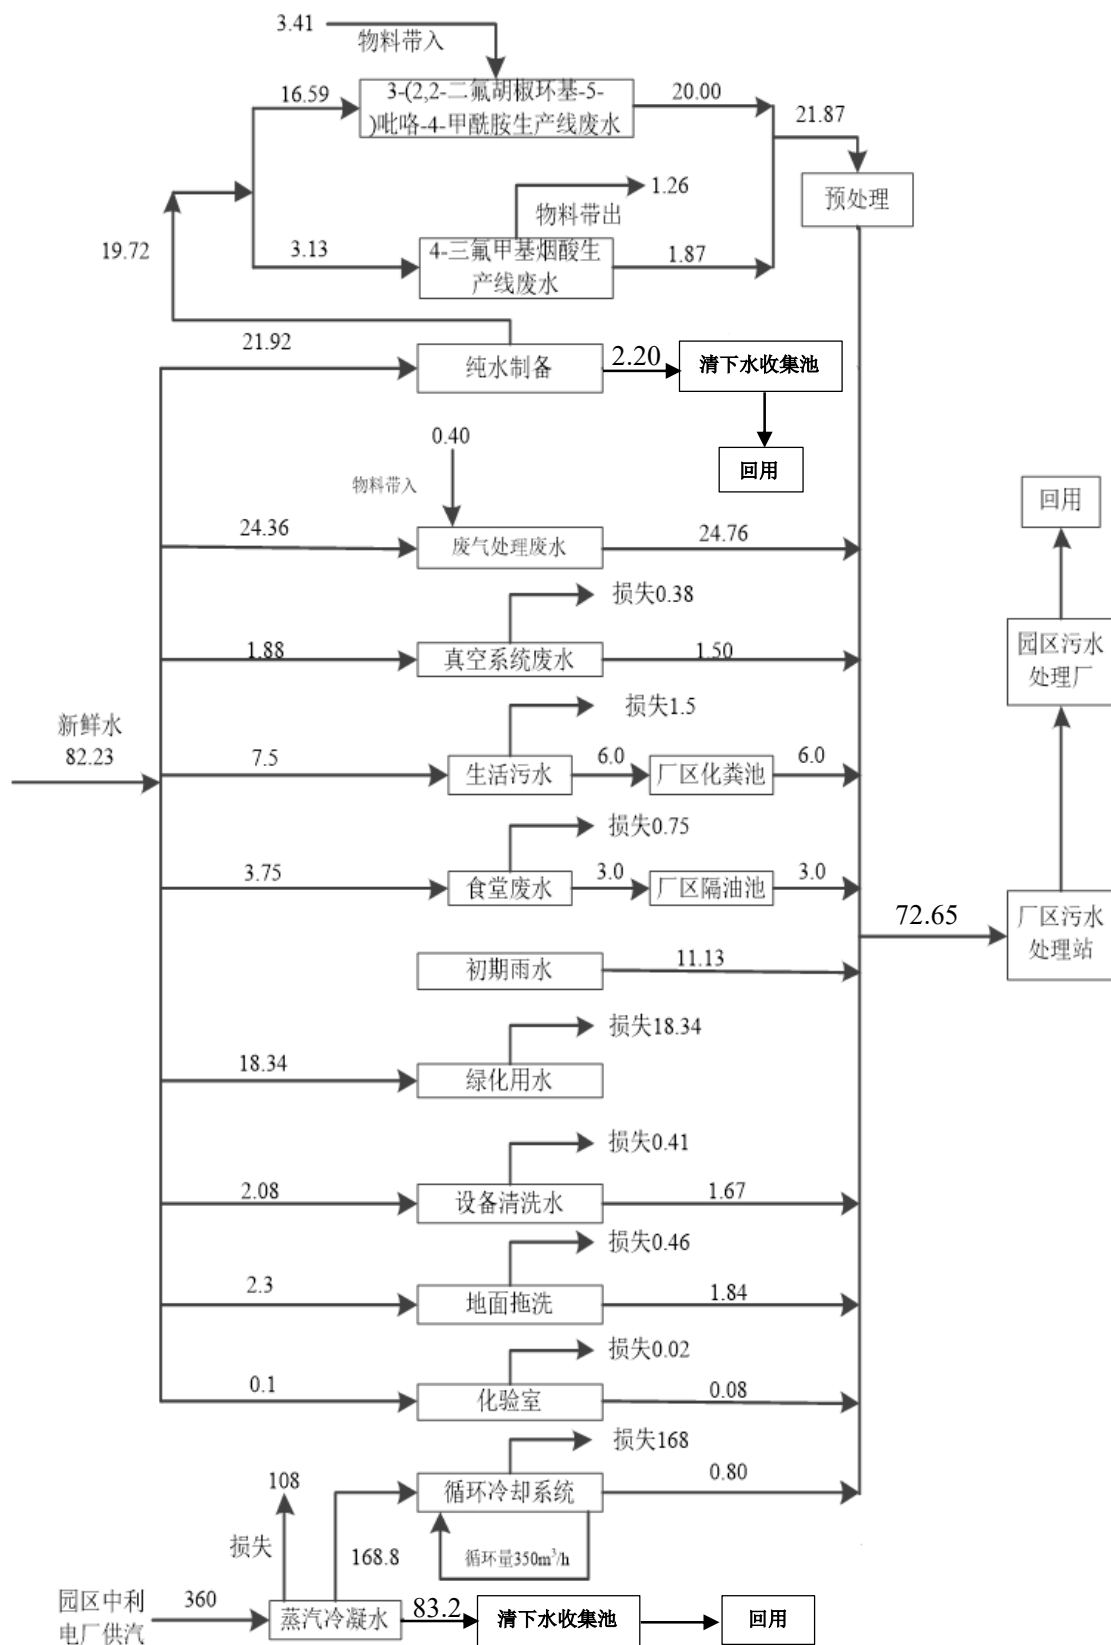 3.41
物料带入
16.59
3-(2,2-二氟胡椒环基-5-
)吡咯-4-甲酰胺生产线废水
20.00
21.87
预处理
1.26
物料带出
19.72
3.13
4-三氟甲基烟酸生
产线废水
1.87
21.92
纯水制备
2.20
清下水收集池
回用
0.40
物料带入
24.36
废气处理废水
24.76
回用
损失0.38
1.88
真空系统废水
1.50
园区污水
处理厂
损失1.5
新鲜水
82.23
7.5
生活污水
6.0
厂区化粪池
6.0
损失0.75
3.75
食堂废水
3.0
厂区隔油池
3.0
72.65
厂区污水
处理站
初期雨水
11.13
损失18.34
18.34
绿化用水
损失0.41
2.08
设备清洗水
1.67
损失0.46
2.3
地面拖洗
1.84
损失0.02
0.1
化验室
0.08
损失168
108
循环冷却系统
0.80
损失
168.8
循环量350m³/h
园区中利
电厂供汽
360
蒸汽冷凝水
83.2
清下水收集池
回用